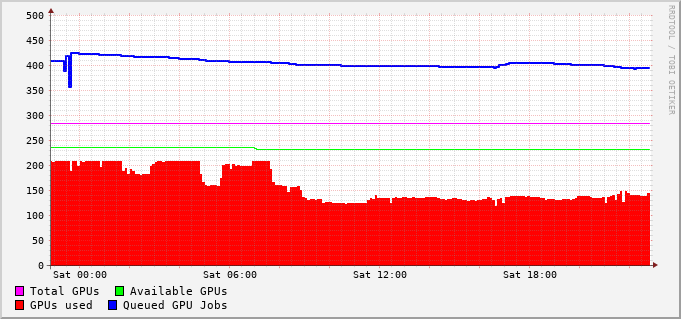 500
450
400
350
300
250
200
150
100
50
0
Sat 00:00 Sat 06:00 Sat 12:00 Sat 18:00
Total GPUs Available GPUs
GPUs used Queued GPU Jobs
RRDTOOL / TOBI OETIKER